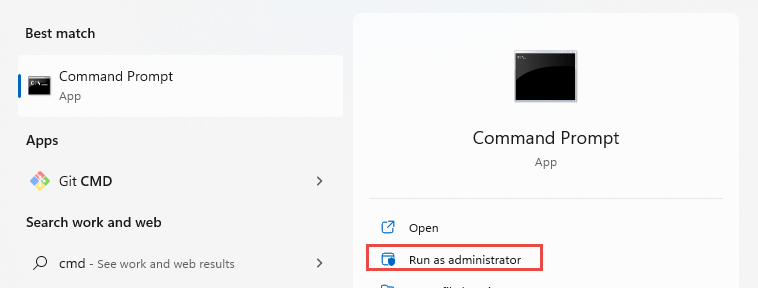 Best match
Command Prompt
App
Apps
Git CMD
Search work and web
cmd - See work and web results
Command Prompt
App
Open
Run as administrator